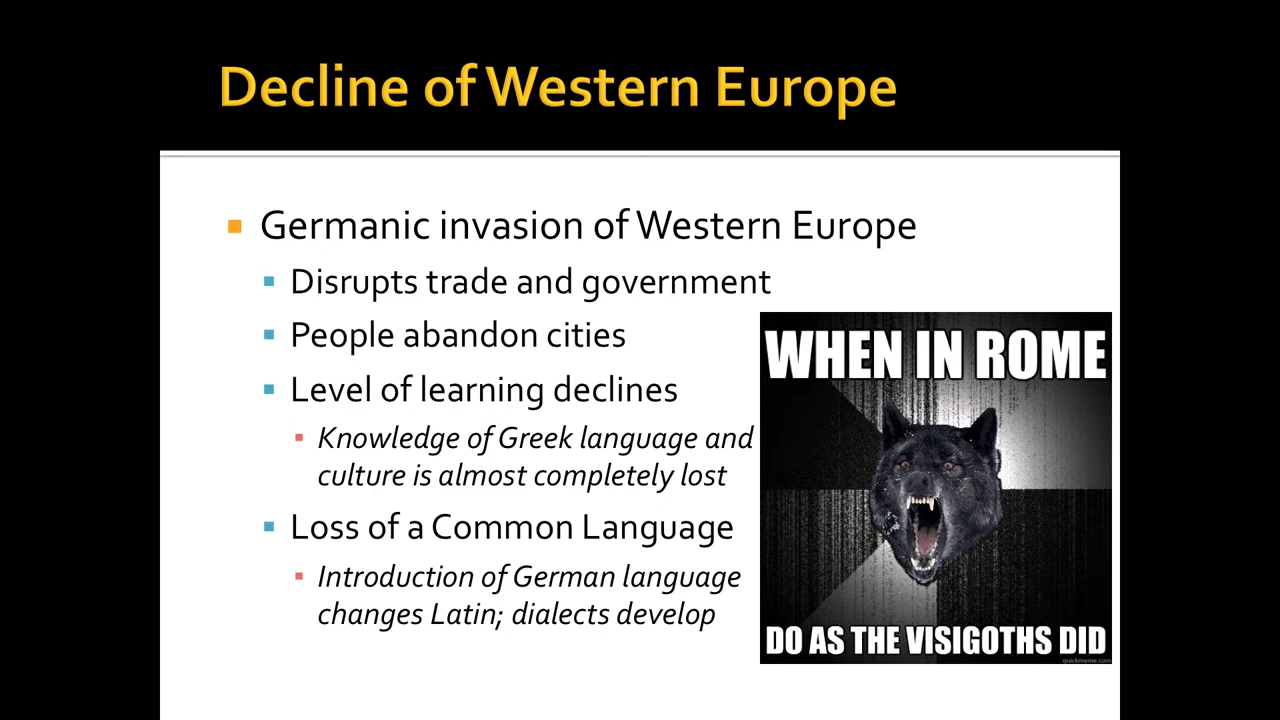 Decline of Western Europe
Germanic invasion of Western Europe
Disrupts trade and government
People abandon cities
Level of learning declines
Knowledge of Greek language and
culture is almost completely lost
Loss of a Common Language
Introduction of German language
changes Latin; dialects develop
WHEN IN ROME
DO AS THE VISIGOTHS DID
quickmeme.com